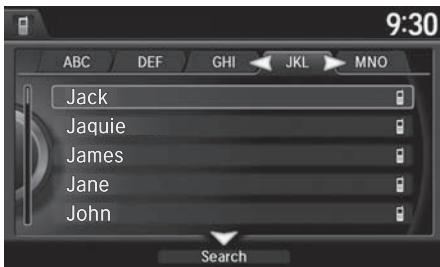 9:30
ABC DEF GHI JKL MNO
Jack
Jaquie
James
Jane
John
Search